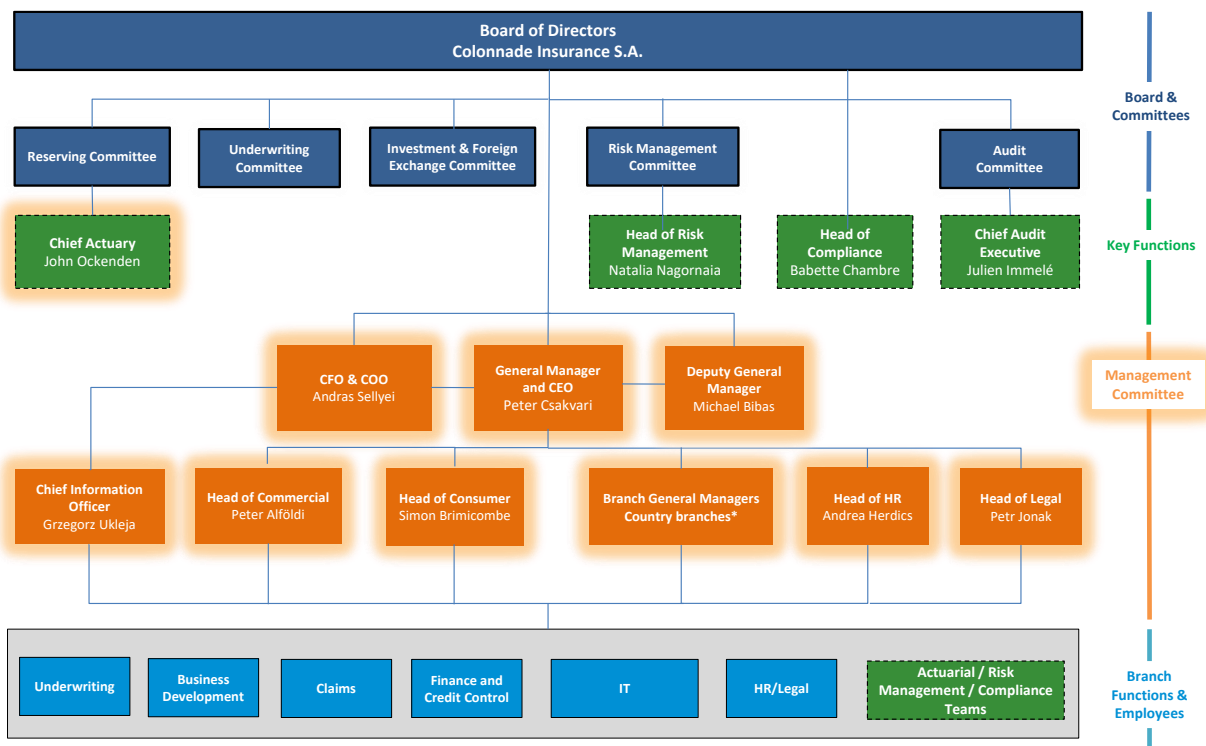 Board of Directors
Colonnade Insurance S.A.
Board &
Committees
Reserving Committee
Underwriting
Committee
Investment & Foreign
Exchange Committee
Risk Management
Committee
Audit
Committee
Chief Actuary
John Ockenden
Head of Risk
Management
Natalia Nagornaia
Head of
Compliance
Babette Chambre
Chief Audit
Executive
Julien Immelé
Key Functions
CFO & COO
Andras Sellyei
General Manager
and CEO
Peter Csakvari
Deputy General
Manager
Michael Bibas
Management
Committee
Chief Information
Officer
Grzegorz Ukleja
Head of Commercial
Peter Alföldi
Head of Consumer
Simon Brimicombe
Branch General Managers
Country branches*
Head of HR
Andrea Herdics
Head of Legal
Petr Jonak
Underwriting
Business
Development
Claims
Finance and
Credit Control
IT
HR/Legal
Actuarial / Risk
Management / Compliance
Teams
Branch
Functions &
Employees